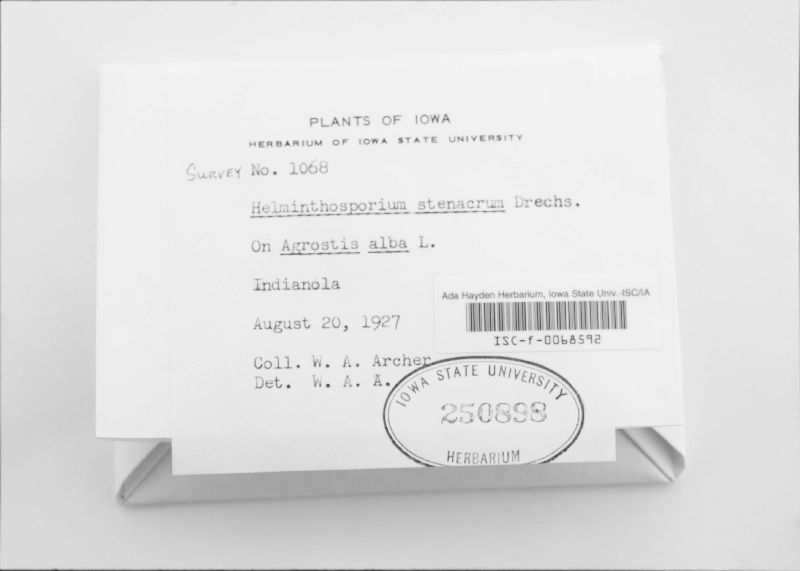 PLANTS OF IOWA
HERBARIUM OF IOWA STATE UNIVERSITY
SURVEY No. 1068
Helminthosporium stenacrum Drechs.
On Agrostis alba L.
Indianola
August 20, 1927
Coll. W. A. Archer
Det. W. A. A.
Ada Hayden Herbarium, Iowa State Univ.-ISC/IA
ISC-f-0068592
IOWA STATE UNIVERSITY
250898
HERBARIUM